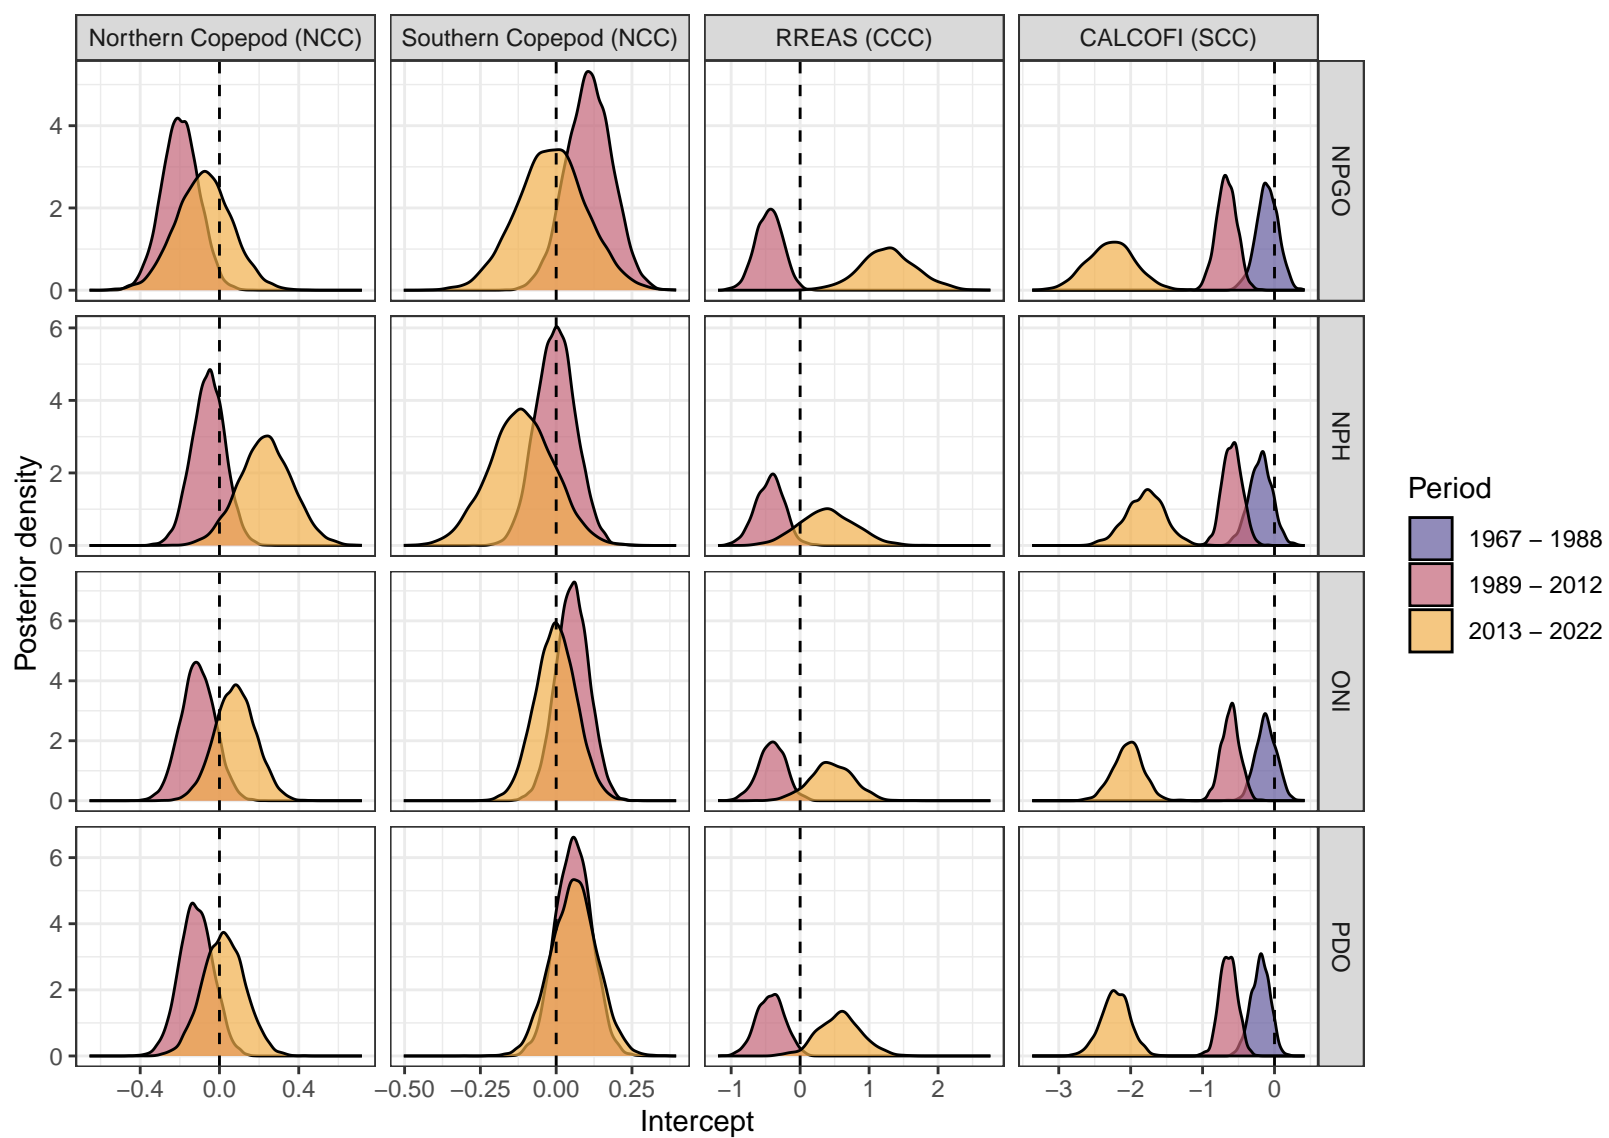 Northern Copepod (NCC)
Southern Copepod (NCC)
RREAS (CCC)
CALCOFI (SCC)
Posterior density
4
2
0
NPGO
6
4
2
0
NPH
6
4
2
0
ONI
6
4
2
0
PDO
−0.4 0.0 0.4
−0.50 −0.25 0.00 0.25
−1 0 1 2
−3 −2 −1 0
Intercept
Period
1967 − 1988
1989 − 2012
2013 − 2022